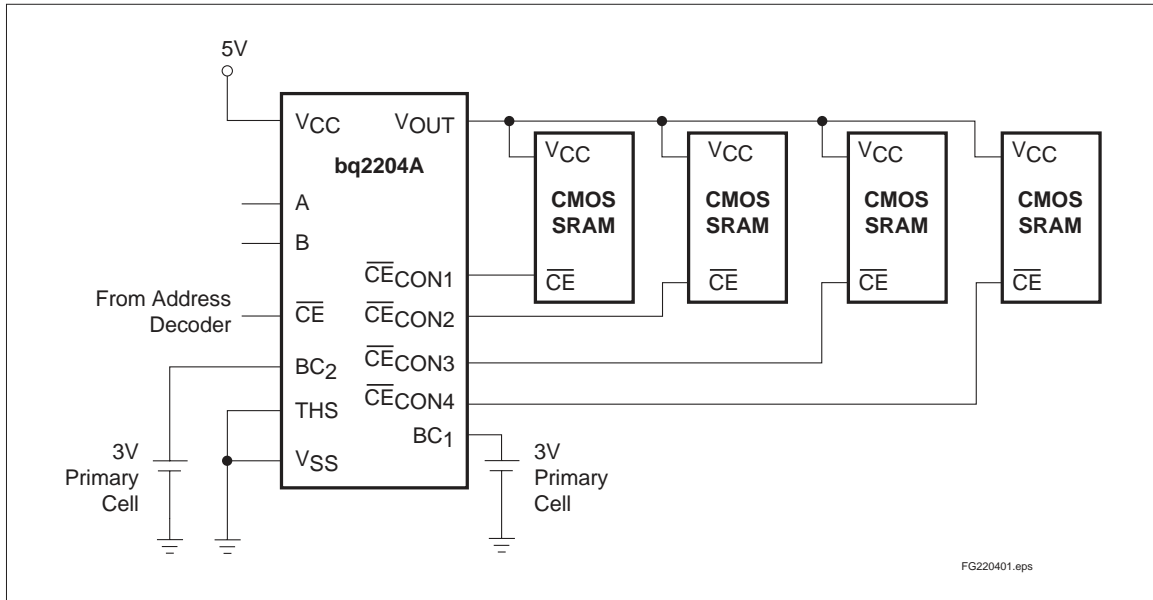 5V
VCC
VOUT
bq2204A
A
B
From Address
Decoder
CE
BC2
THS
VSS
CECON1
CECON2
CECON3
CECON4
BC1
3V
Primary
Cell
3V
Primary
Cell
VCC
CMOS
SRAM
CE
VCC
CMOS
SRAM
CE
VCC
CMOS
SRAM
CE
VCC
CMOS
SRAM
CE
FG220401.eps